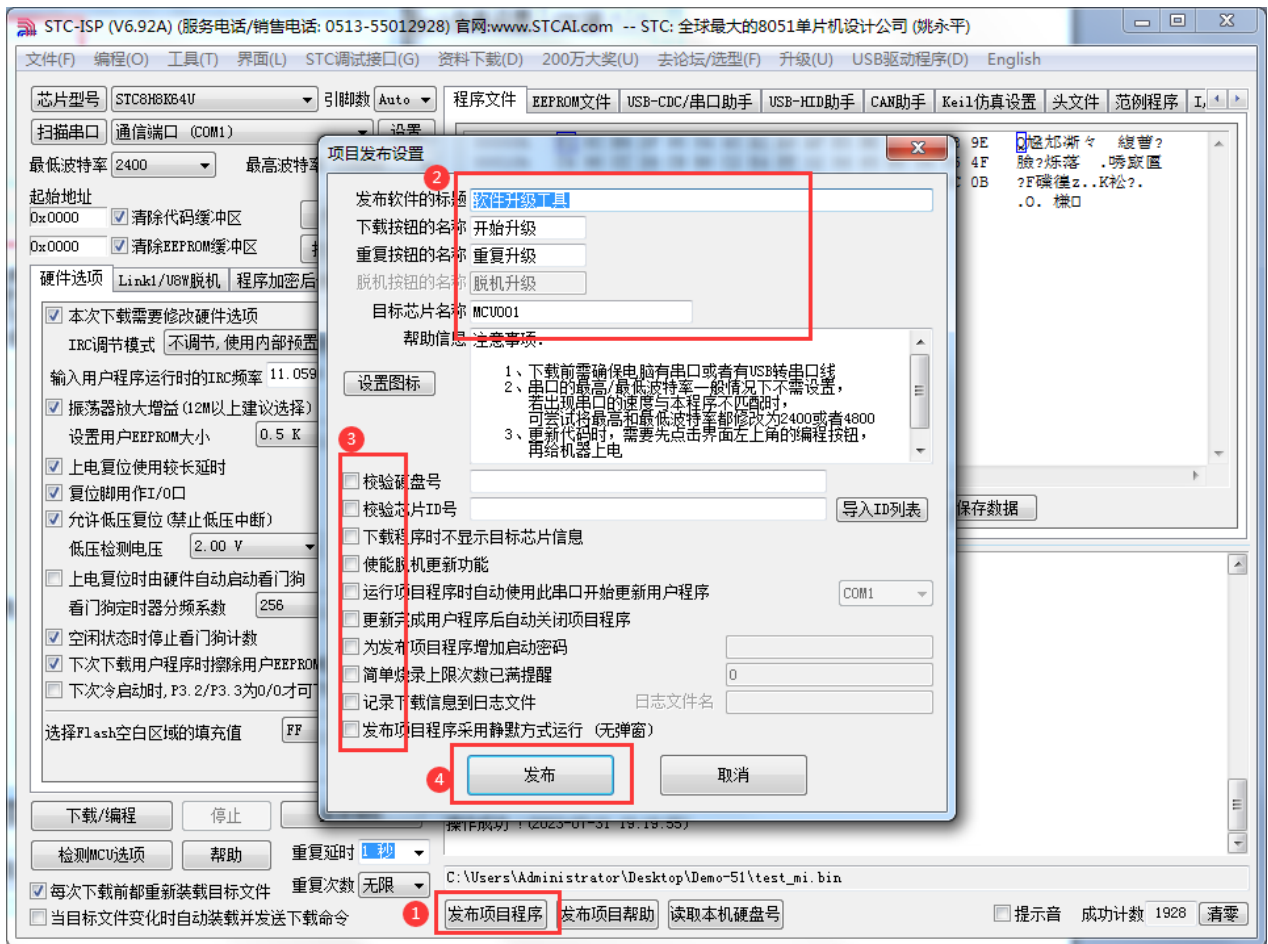 STC-ISP (V6.92A) (服务电话/销售电话: 0513-55012928) 官网:www.STCAI.com -- STC: 全球最大的8051单片机设计公司 (姚永平)
文件(F) 编程(O) 工具(T) 界面(L) STC调试接口(G) 资料下载(D) 200万大奖(U) 去论坛/选型(F) 升级(U) USB驱动程序(D) English
芯片型号 STC8H8K64U 引脚数 Auto
程序文件 EEPROM文件 USB-CDC/串口助手 USB-HID助手 CAN助手 Keil仿真设置 头文件 范例程序 I,
扫描串口 通信端口 (COM1) 设置
最低波特率 2400 最高波特率
起始地址
0x0000 清除代码缓冲区
0x0000 清除EEPROM缓冲区
硬件选项 Link1/U8W脱机 程序加密后
本次下载需要修改硬件选项
IRC调节模式 不调节,使用内部预置
输入用户程序运行时的IRC频率 11.059
振荡器放大增益(12M以上建议选择)
设置用户EEPROM大小 0.5 K
上电复位使用较长延时
复位脚用作I/O口
允许低压复位(禁止低压中断)
低压检测电压 2.00 V
上电复位时由硬件自动启动看门狗
看门狗定时器分频系数 256
空闲状态时停止看门狗计数
下次下载用户程序时擦除用户EEPROM
下次冷启动时,P3.2/P3.3为0/0才可
选择Flash空白区域的填充值 FF
项目发布设置
2
发布软件的标题 软件升级工具
下载按钮的名称 开始升级
重复按钮的名称 重复升级
脱机按钮的名称 脱机升级
目标芯片名称 MCU001
帮助信息 注意事项:
设置图标
1、下载前需确保电脑有串口或者有USB转串口线
2、串口的最高/最低波特率一般情况下不需设置,
若出现串口的速度与本程序不匹配时,
可尝试将最高和最低波特率都修改为2400或者4800
3、更新代码时,需要先点击界面左上角的编程按钮,
再给机器上电
3
校验硬盘号
校验芯片ID号 导入ID列表
下载程序时不显示目标芯片信息
使能脱机更新功能
运行项目程序时自动使用此串口开始更新用户程序 COM1
更新完成用户程序后自动关闭项目程序
为发布项目程序增加启动密码
简单烧录上限次数已满提醒 0
记录下载信息到日志文件 日志文件名
发布项目程序采用静默方式运行 (无弹窗)
4 发布 取消
9E
4F
0B
保存数据
下载/编程 停止
检测MCU选项 帮助 重复延时 1 秒
每次下载前都重新装载目标文件 重复次数 无限
当目标文件变化时自动装载并发送下载命令
操作成功 !(2023-01-31 19:19:55)
C:\Users\Administrator\Desktop\Demo-51\test_mi.bin
1 发布项目程序 发布项目帮助 读取本机硬盘号 提示音 成功计数 1928 清零